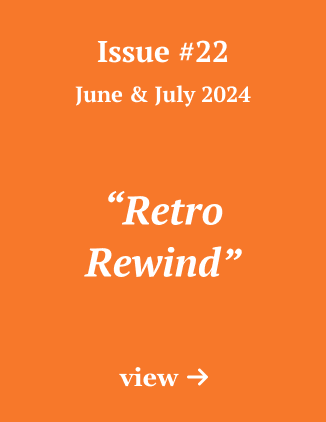 Issue #22
June & July 2024
“Retro
Rewind”
view →